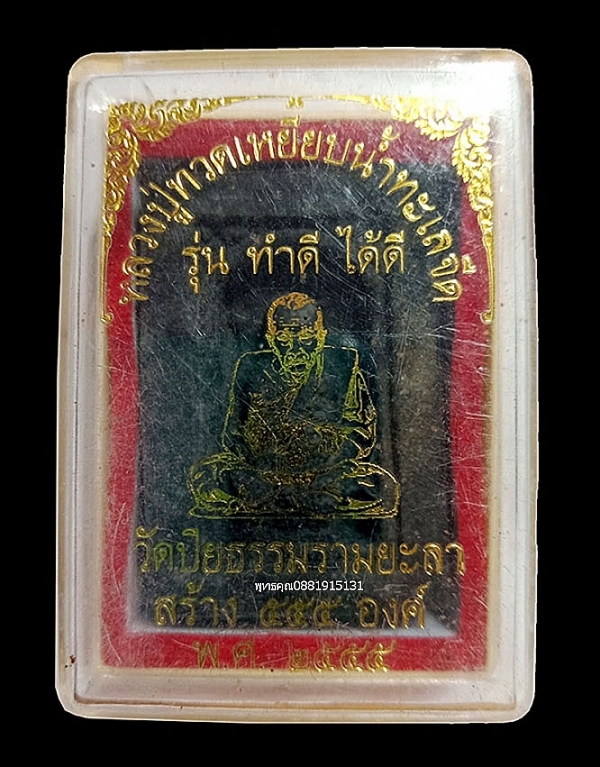 หลวงปู่ทวดเหยียบน้ำทะเลจืด
รุ่น ทำดี ได้ดี
วัดปิยธรรมรามยะลา
พุทธคุณ0881915131
สร้าง ๕๕๕ องค์
พ.ศ. ๒๕๕๕